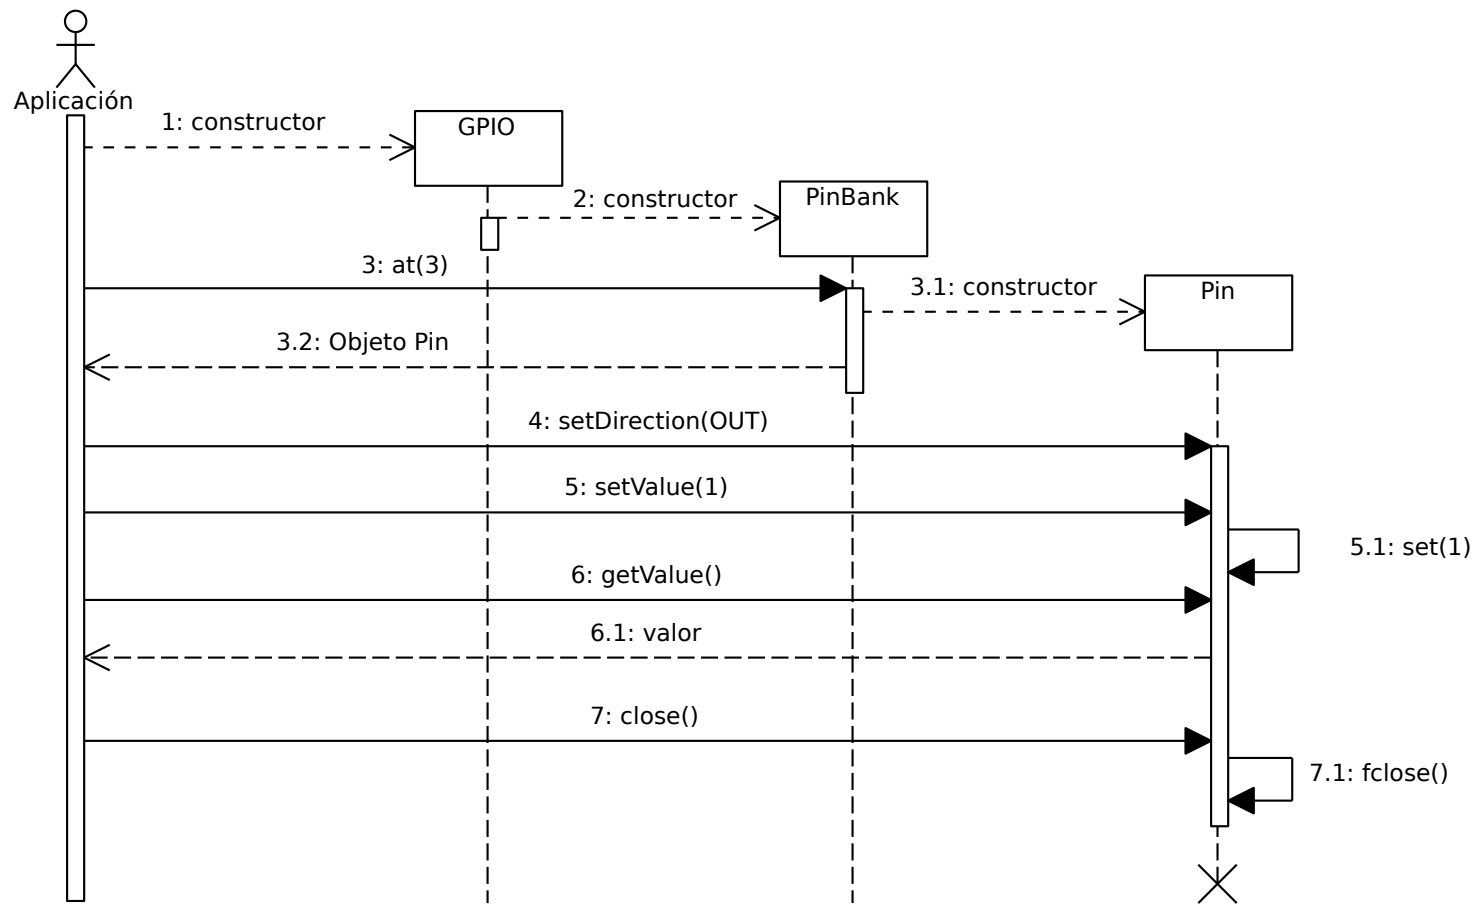 Aplicación
1: constructor
GPIO
2: constructor
PinBank
3: at(3)
3.1: constructor
Pin
3.2: Objeto Pin
4: setDirection(OUT)
5: setValue(1)
5.1: set(1)
6: getValue()
6.1: valor
7: close()
7.1: fclose()